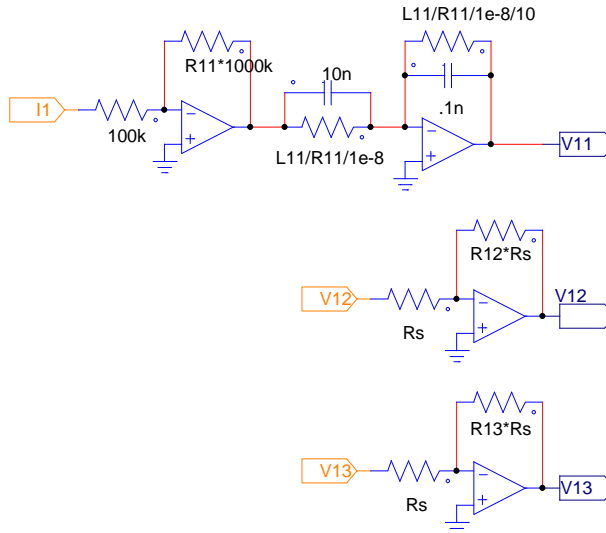 L11/R11/1e-8/10
R11*1000k
10n
I1
.1n
100k
L11/R11/1e-8
V11
R12*Rs
V12
V12
Rs
R13*Rs
V13
V13
Rs